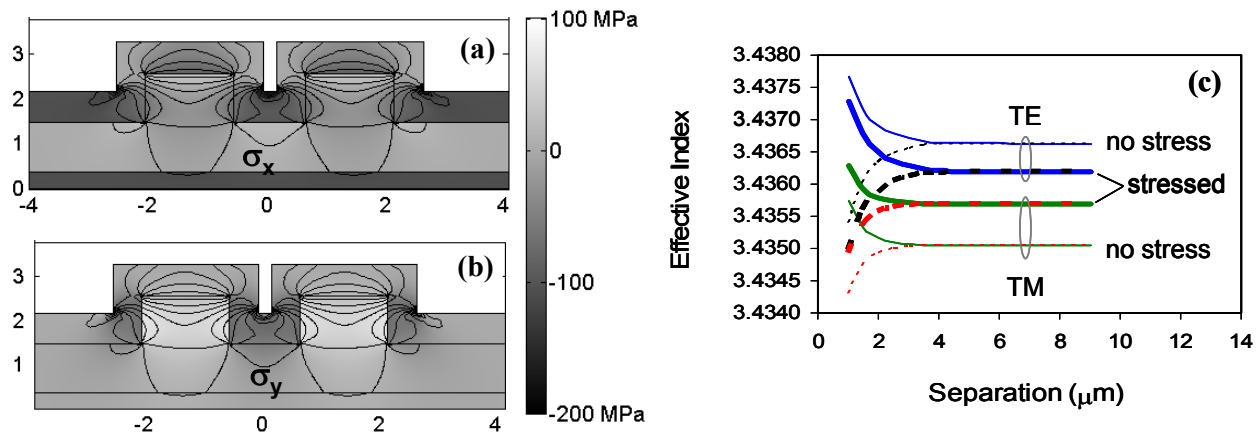 (a)
3
2
1
0
-4 -2 0 2 4
σx
(b)
3
2
1
-2 0 2 4
σy
100 MPa
0
-100
-200 MPa
(c)
3.4380
3.4375
3.4370
3.4365
3.4360
3.4355
3.4350
3.4345
3.4340
Effective Index
0 2 4 6 8 10 12 14
Separation (μm)
TE
no stress
stressed
no stress
TM